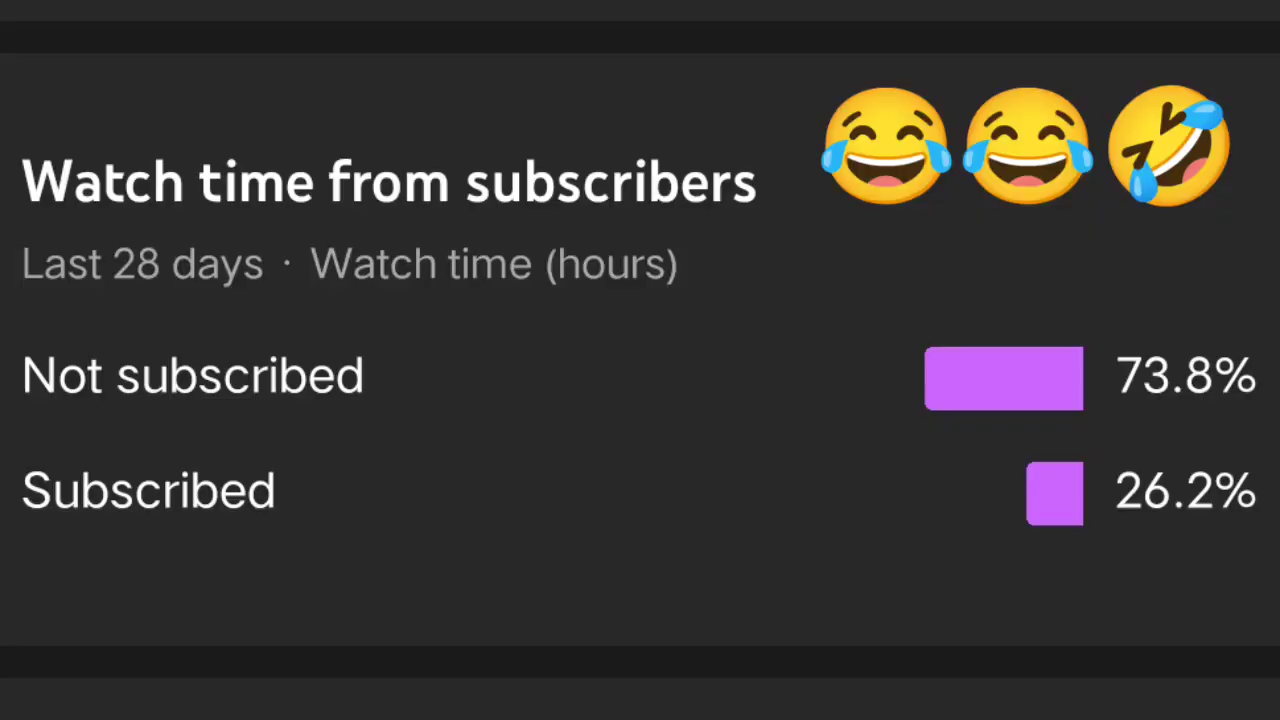 Watch time from subscribers 😂😂🤣
Last 28 days · Watch time (hours)
Not subscribed 73.8%
Subscribed 26.2%